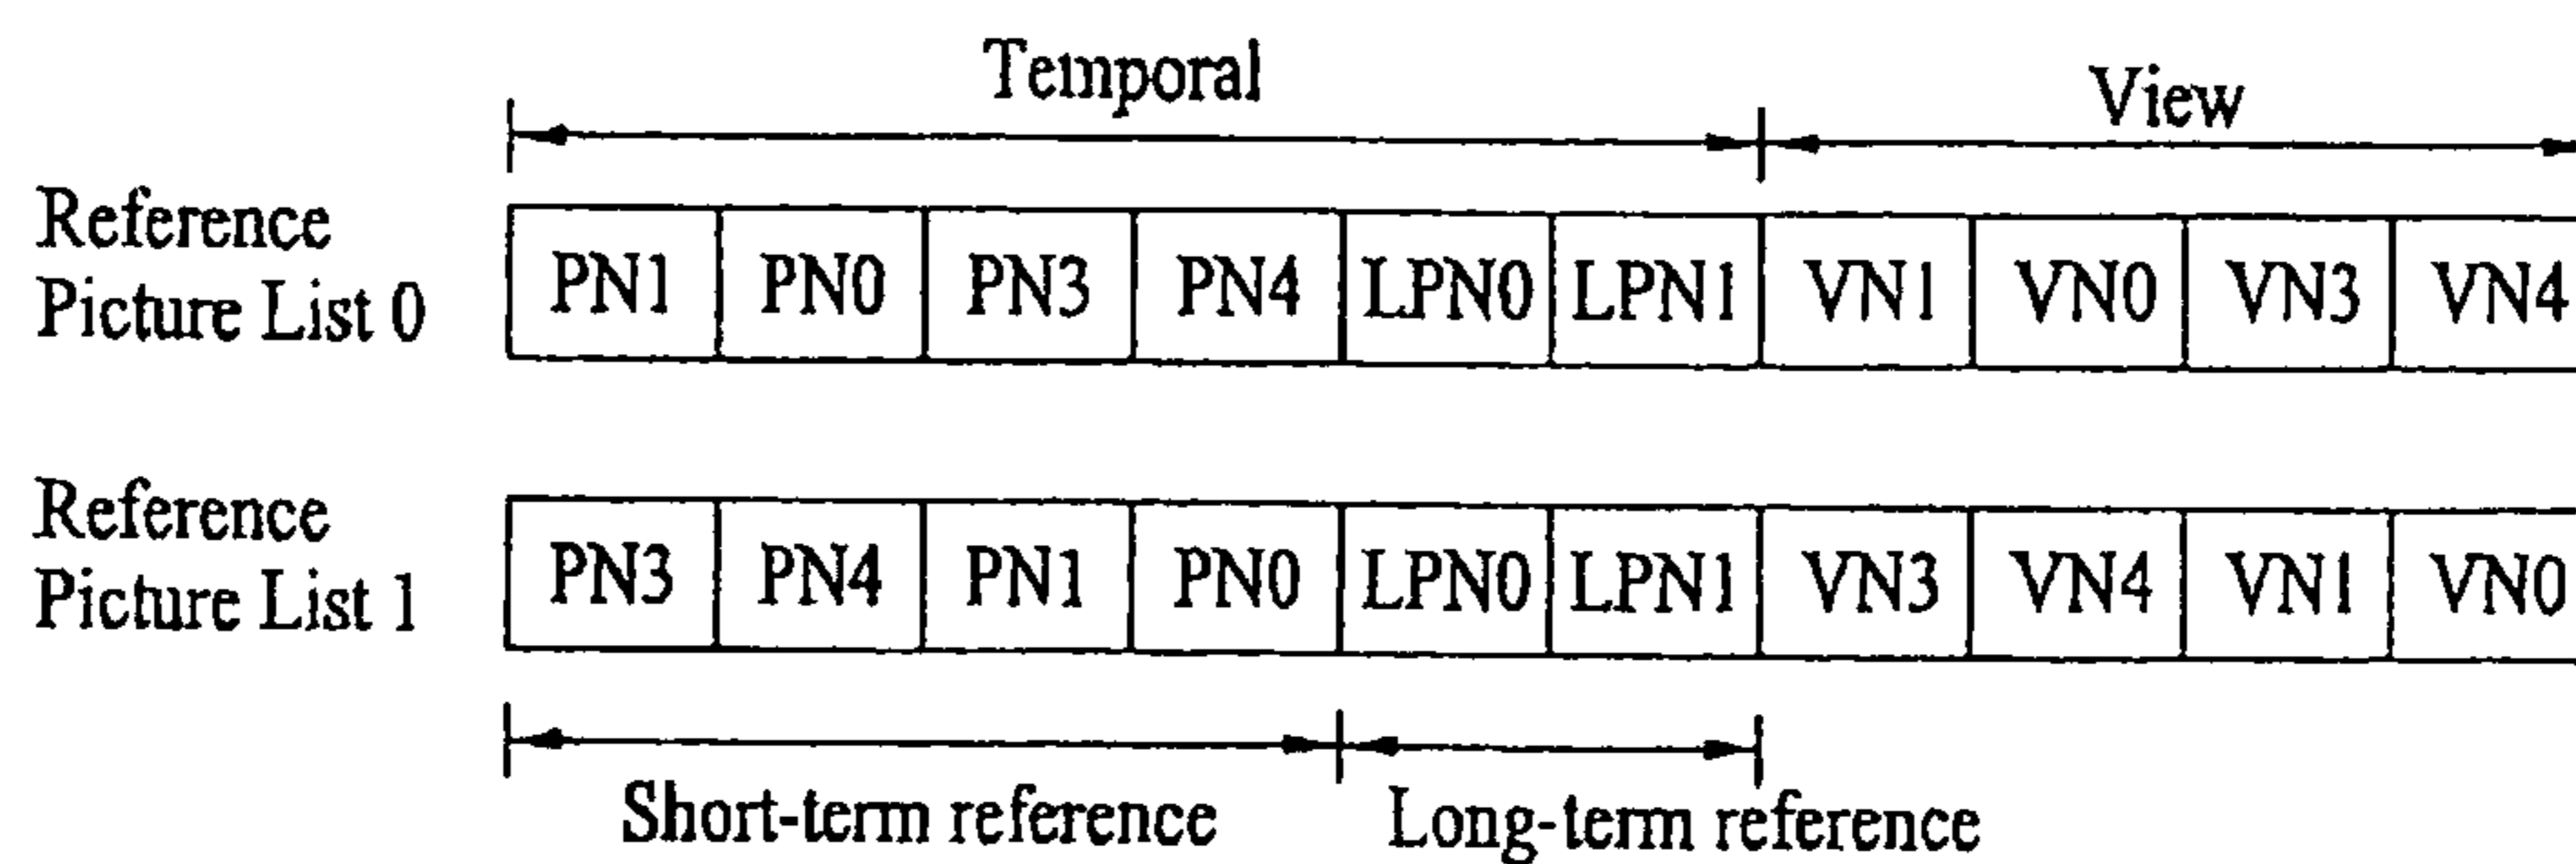 Temporal
View
Reference
Picture List 0
PN1 PN0 PN3 PN4 LPN0 LPN1 VN1 VN0 VN3 VN4
Reference
Picture List 1
PN3 PN4 PN1 PN0 LPN0 LPN1 VN3 VN4 VN1 VN0
Short-term reference
Long-term reference